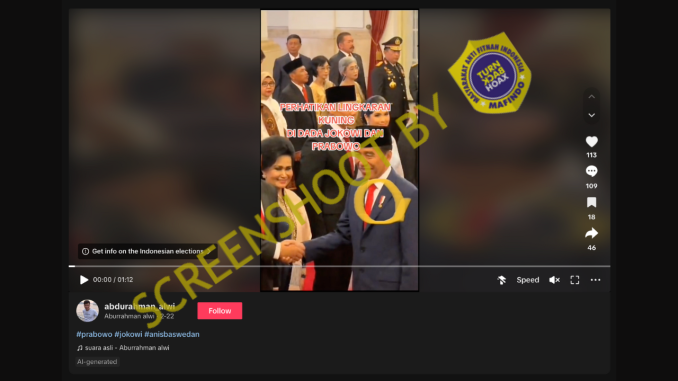 PERHATIKAN LINGKARAN
KUNING
DI DADA JOKOWI DAN
PRABOWO
SCREENSHOOT BY
MASYARAKAT ANTI FITNAH INDONESIA
TURN
BACK
HOAX
MAFINDO
113
109
18
46
Get info on the Indonesian elections
00:00 / 01:12
Speed
abdurahman_alwi
Aburrahman alwi · 2-22
Follow
#prabowo #jokowi #anisbaswedan
suara asli - Aburrahman alwi
AI-generated